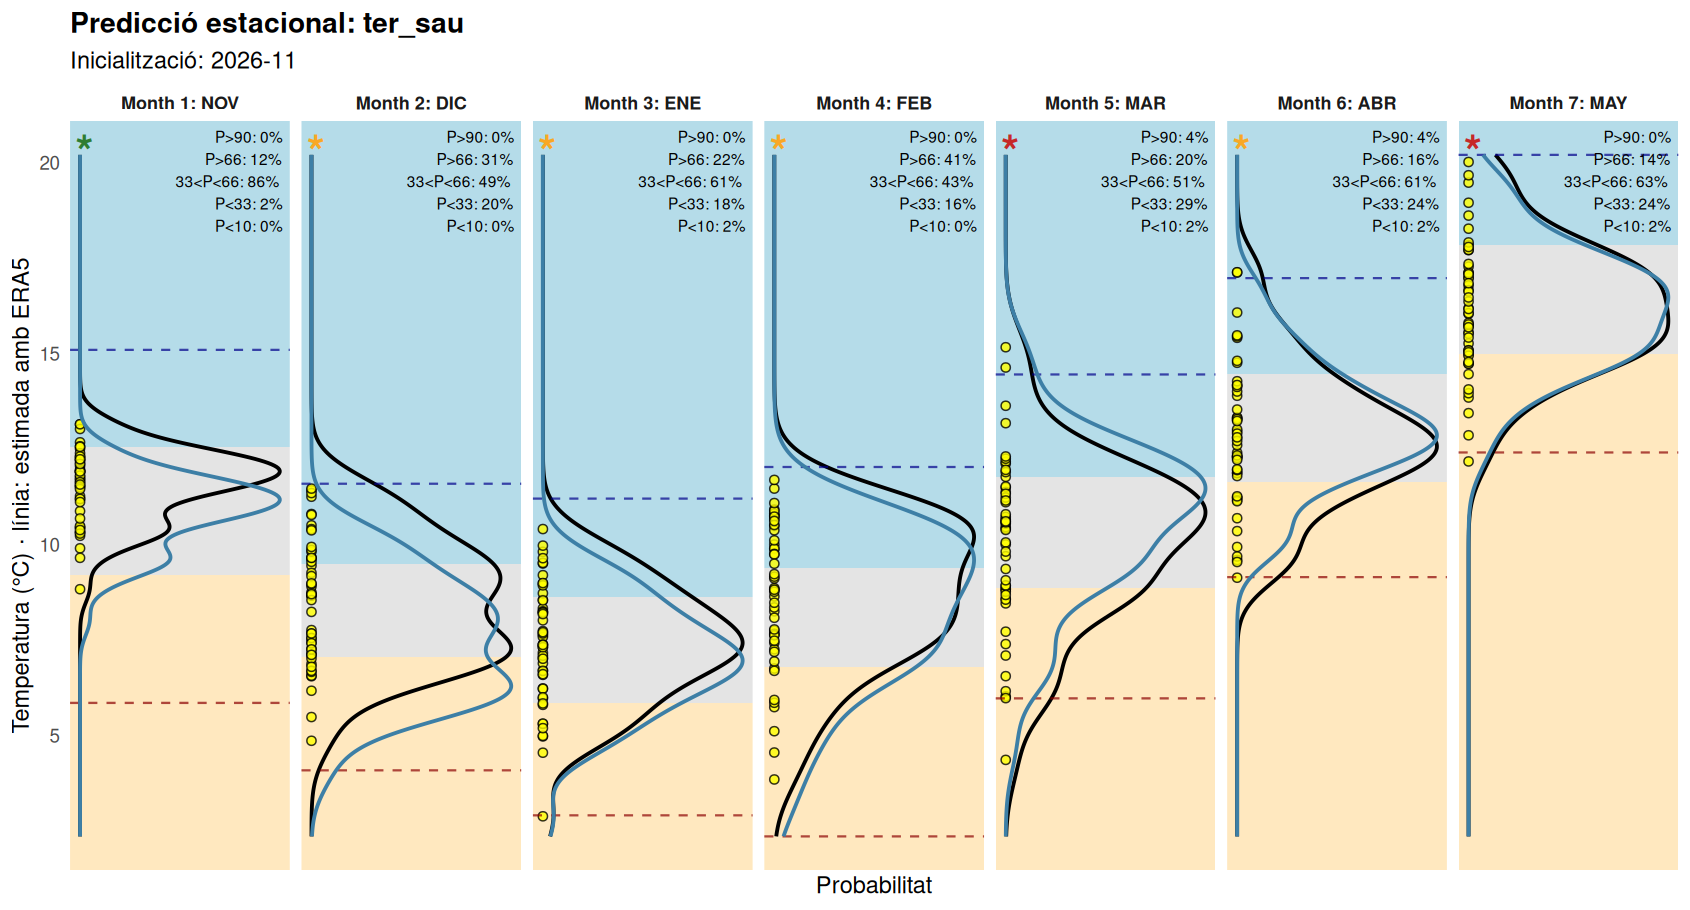 Predicció estacional: ter_sau
Inicialització: 2026-11
Month 1: NOV
Month 2: DIC
Month 3: ENE
Month 4: FEB
Month 5: MAR
Month 6: ABR
Month 7: MAY
P>90: 0%
P>66: 12%
33<P<66: 86%
P<33: 2%
P<10: 0%
P>90: 0%
P>66: 31%
33<P<66: 49%
P<33: 20%
P<10: 0%
P>90: 0%
P>66: 22%
33<P<66: 61%
P<33: 18%
P<10: 2%
P>90: 0%
P>66: 41%
33<P<66: 43%
P<33: 16%
P<10: 0%
P>90: 4%
P>66: 20%
33<P<66: 51%
P<33: 29%
P<10: 2%
P>90: 4%
P>66: 16%
33<P<66: 61%
P<33: 24%
P<10: 2%
P>90: 0%
P>66: 14%
33<P<66: 63%
P<33: 24%
P<10: 2%
20
15
10
5
Temperatura (°C) · línia: estimada amb ERA5
Probabilitat